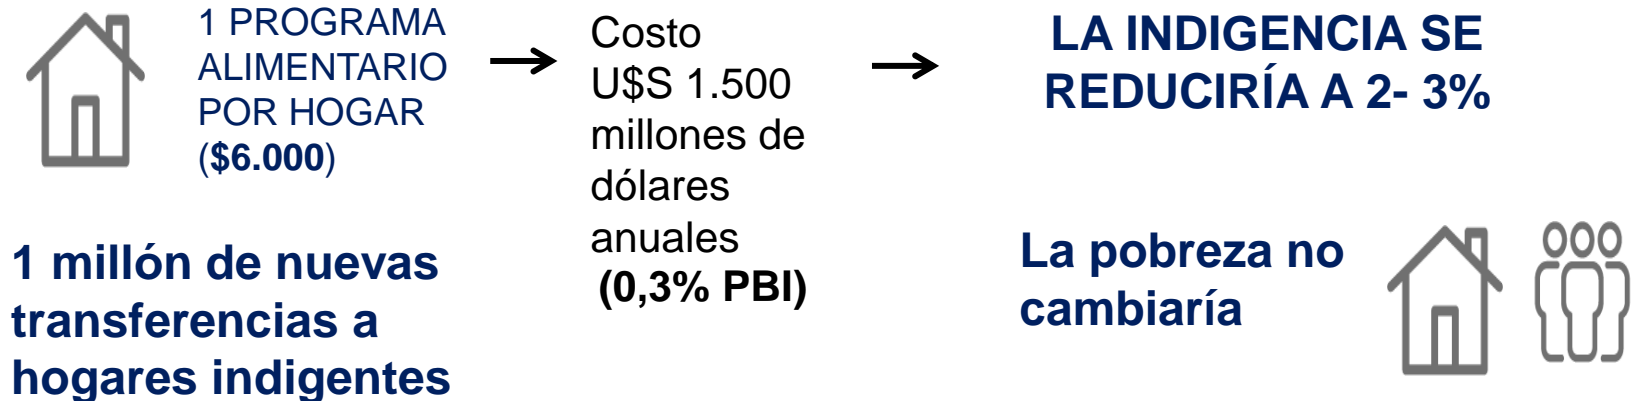 1 PROGRAMA
ALIMENTARIO
POR HOGAR
($6.000)
1 millón de nuevas
transferencias a
hogares indigentes
Costo
U$S 1.500
millones de
dólares
anuales
(0,3% PBI)
LA INDIGENCIA SE
REDUCIRÍA A 2- 3%
La pobreza no
cambiaría